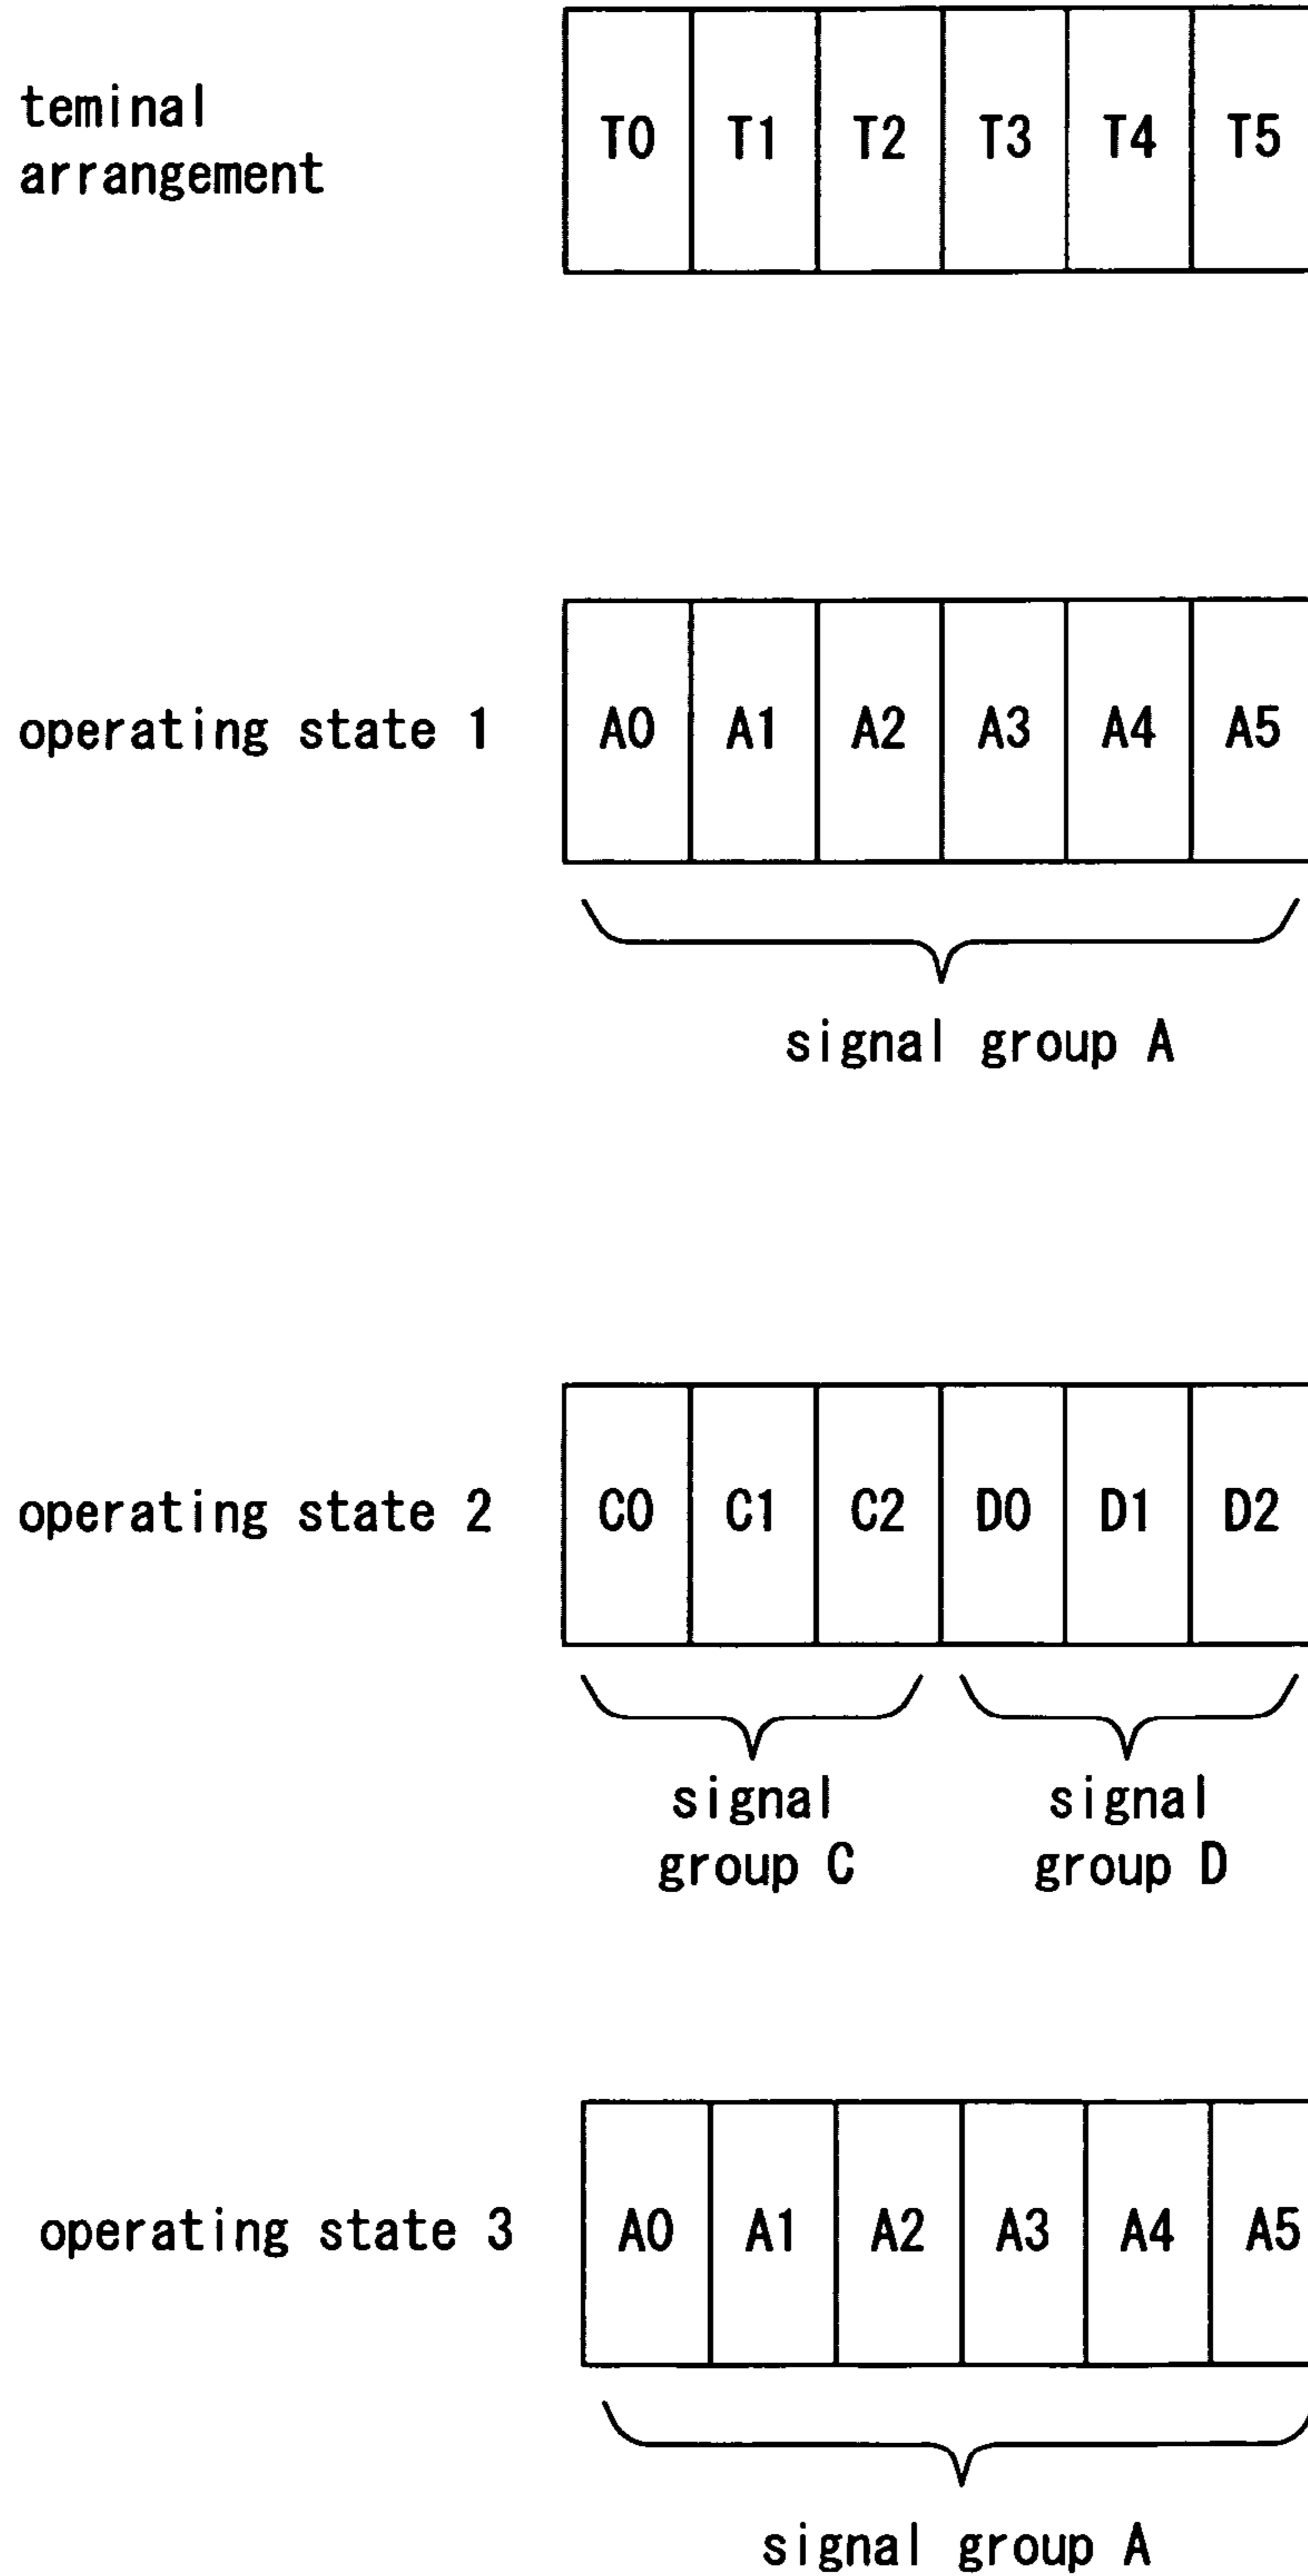 teminal
arrangement
T0 T1 T2 T3 T4 T5
operating state 1
A0 A1 A2 A3 A4 A5
signal group A
operating state 2
C0 C1 C2 D0 D1 D2
signal
group C
signal
group D
operating state 3
A0 A1 A2 A3 A4 A5
signal group A